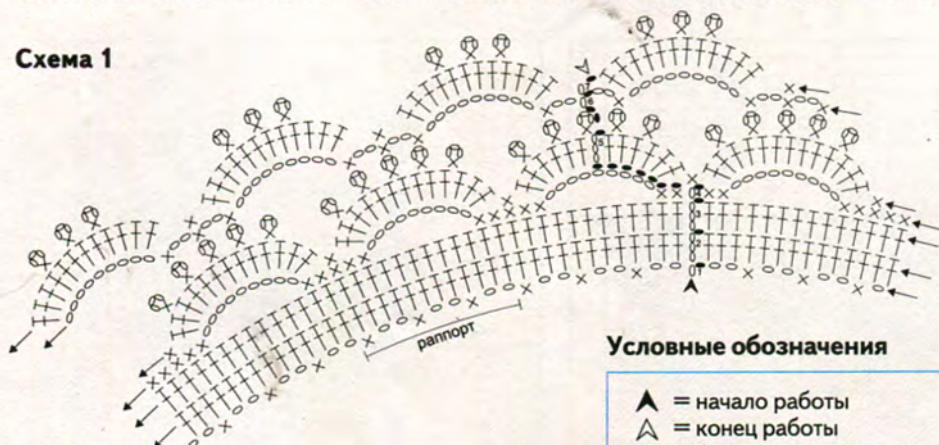 Схема 1
раппорт
Условные обозначения
= начало работы
= конец работы